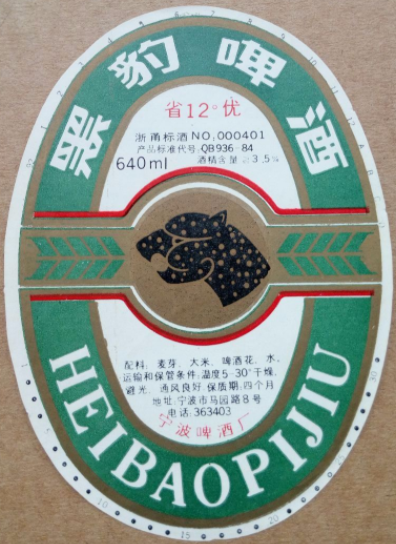 黑豹啤酒
省12°优
浙甬标酒NO,000401
产品标准代号:QB936-84
640ml 酒精含量≥3.5%
配料: 麦芽、大米、啤酒花、水、
运输和保管条件:温度5-30°干燥,
避光、通风良好.保质期:四个月
地址:宁波市马园路8号
电话:363403
宁波啤酒厂
HEIBAOPIJIU